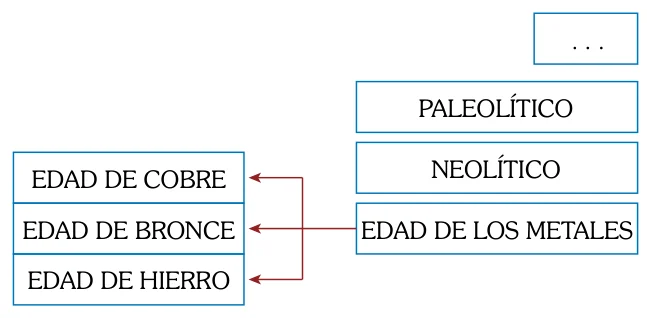 ...
PALEOLÍTICO
NEOLÍTICO
EDAD DE COBRE
EDAD DE BRONCE
EDAD DE LOS METALES
EDAD DE HIERRO